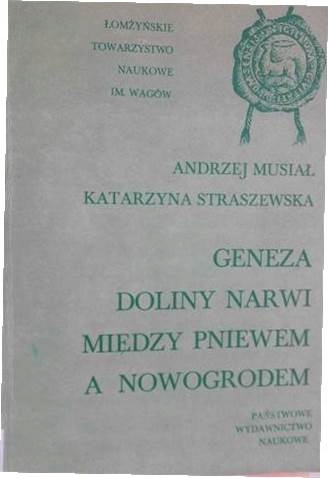 ŁOMŻYŃSKIE
TOWARZYSTWO
NAUKOWE
IM. WAGÓW
ANDRZEJ MUSIAŁ
KATARZYNA STRASZEWSKA
GENEZA
DOLINY NARWI
MIĘDZY PNIEWEM
A NOWOGRODEM
PAŃSTWOWE
WYDAWNICTWO
NAUKOWE